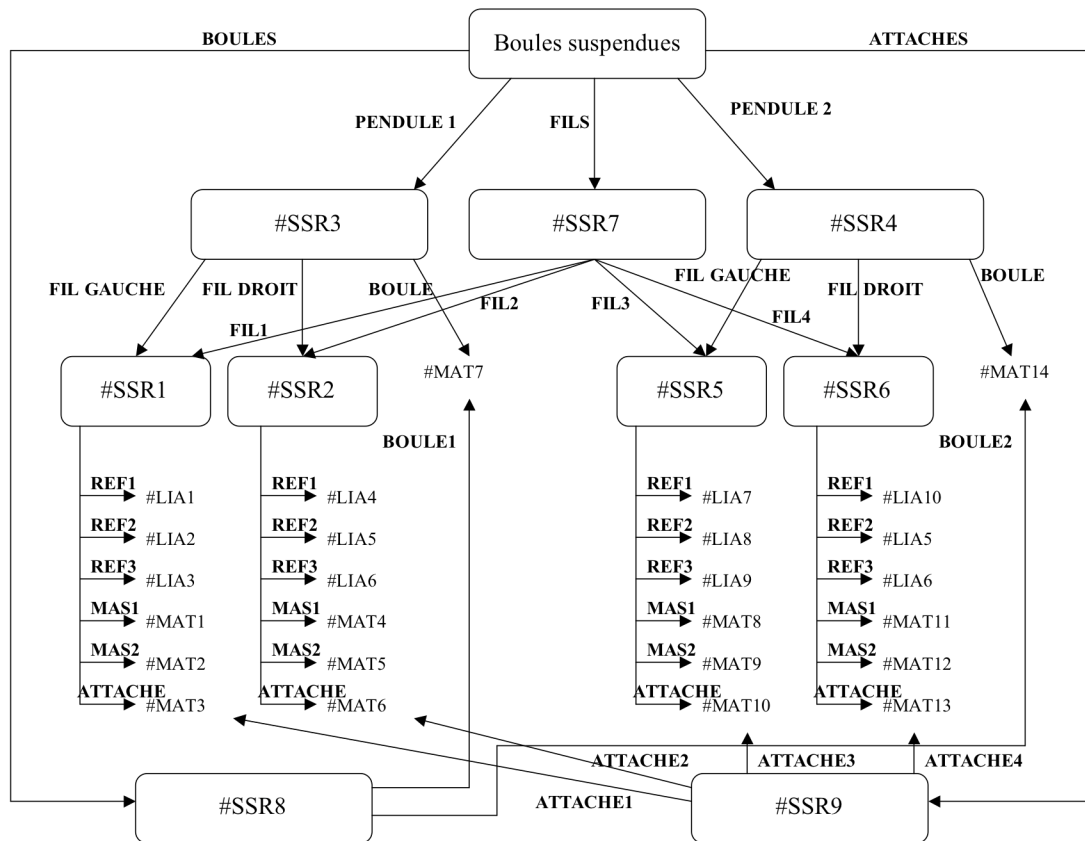 BOULES
Boules suspendues
ATTACHES
PENDULE 1
FILS
PENDULE 2
#SSR3
#SSR7
#SSR4
FIL GAUCHE
FIL DROIT
BOULE
FIL GAUCHE
FIL DROIT
BOULE
FIL1
FIL2
FIL3
FIL4
#SSR1
#SSR2
#MAT7
#SSR5
#SSR6
#MAT14
BOULE1
BOULE2
REF1 #LIA1
REF2 #LIA2
REF3 #LIA3
MAS1 #MAT1
MAS2 #MAT2
ATTACHE #MAT3
REF1 #LIA4
REF2 #LIA5
REF3 #LIA6
MAS1 #MAT4
MAS2 #MAT5
ATTACHE #MAT6
REF1 #LIA7
REF2 #LIA8
REF3 #LIA9
MAS1 #MAT8
MAS2 #MAT9
ATTACHE #MAT10
REF1 #LIA10
REF2 #LIA5
REF3 #LIA6
MAS1 #MAT11
MAS2 #MAT12
ATTACHE #MAT13
ATTACHE2
ATTACHE3
ATTACHE4
ATTACHE1
#SSR8
#SSR9